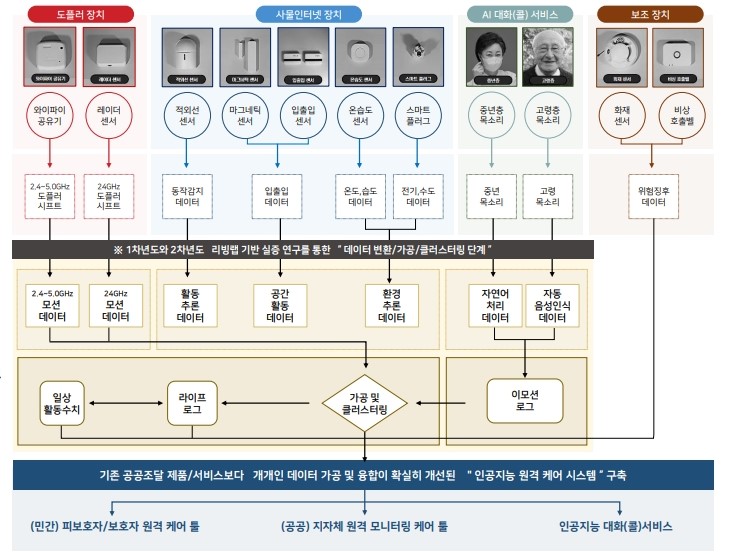 도플러 장치
사물인터넷 장치
AI 대화(콜) 서비스
보조 장치
와이파이 공유기
레이더 센서
적외선 센서
마그네틱 센서
입출입 센서
온습도 센서
스마트 플러그
중년층
고령층
화재 센서
비상 호출벨
와이파이
공유기
레이더
센서
적외선
센서
마그네틱
센서
입출입
센서
온습도
센서
스마트
플러그
중년층
목소리
고령층
목소리
화재
센서
비상
호출벨
2.4~5.0GHz
도플러
시프트
24GHz
도플러
시프트
동작감지
데이터
입출입
데이터
온도,습도
데이터
전기,수도
데이터
중년
목소리
고령
목소리
위험징후
데이터
※ 1차년도와 2차년도 리빙랩 기반 실증 연구를 통한 " 데이터 변환/가공/클러스터링 단계 "
2.4~5.0GHz
모션
데이터
24GHz
모션
데이터
활동
추론
데이터
공간
활동
데이터
환경
추론
데이터
자연어
처리
데이터
자동
음성인식
데이터
일상
활동수치
라이프
로그
가공 및
클러스터링
이모션
로그
기존 공공조달 제품/서비스보다 개개인 데이터 가공 및 융합이 확실히 개선된 " 인공지능 원격 케어 시스템 " 구축
(민간) 피보호자/보호자 원격 케어 툴
(공공) 지자체 원격 모니터링 케어 툴
인공지능 대화(콜)서비스